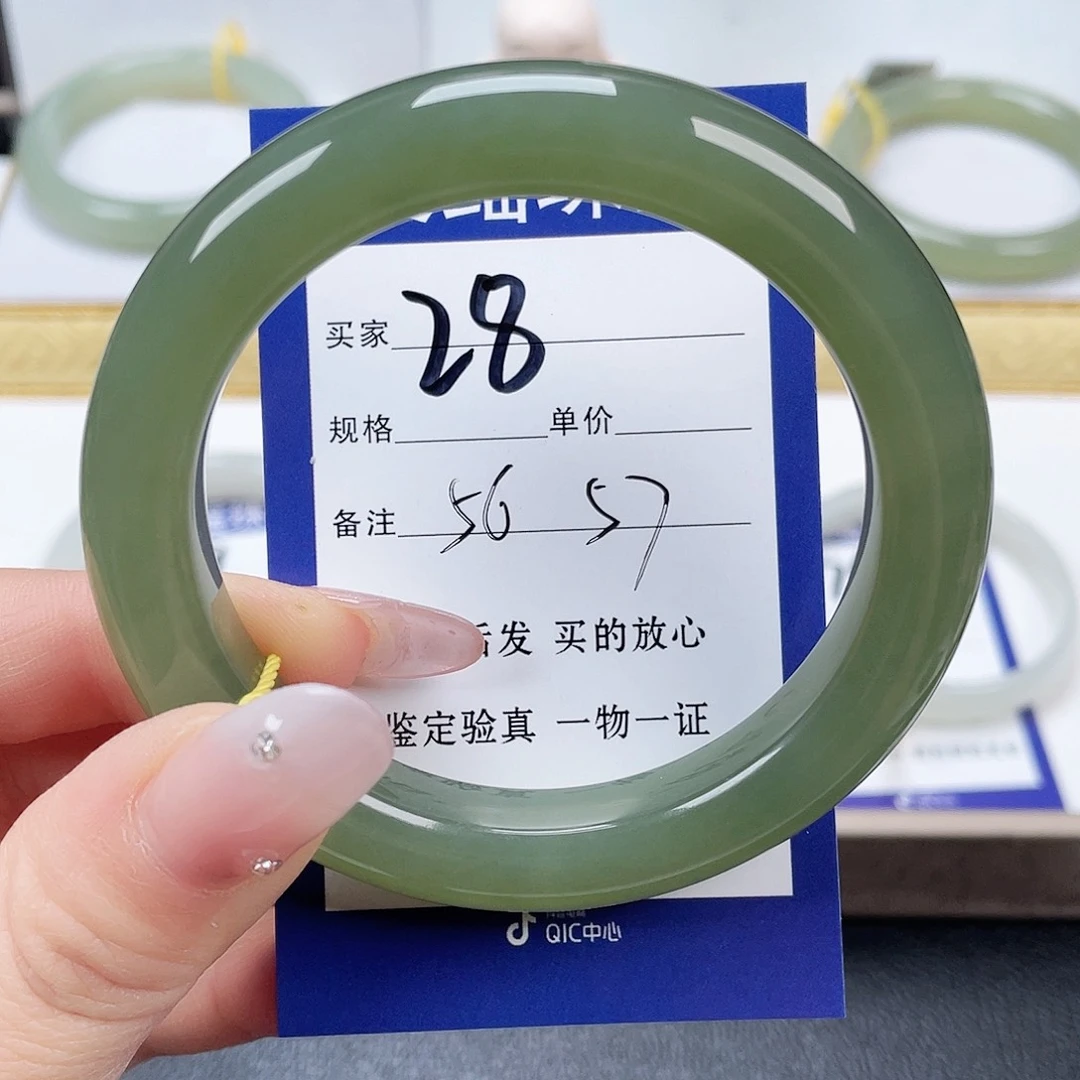 买家 28
规格 单价
备注 56 57
后发 买的放心
鉴定验真 一物一证
QIC中心